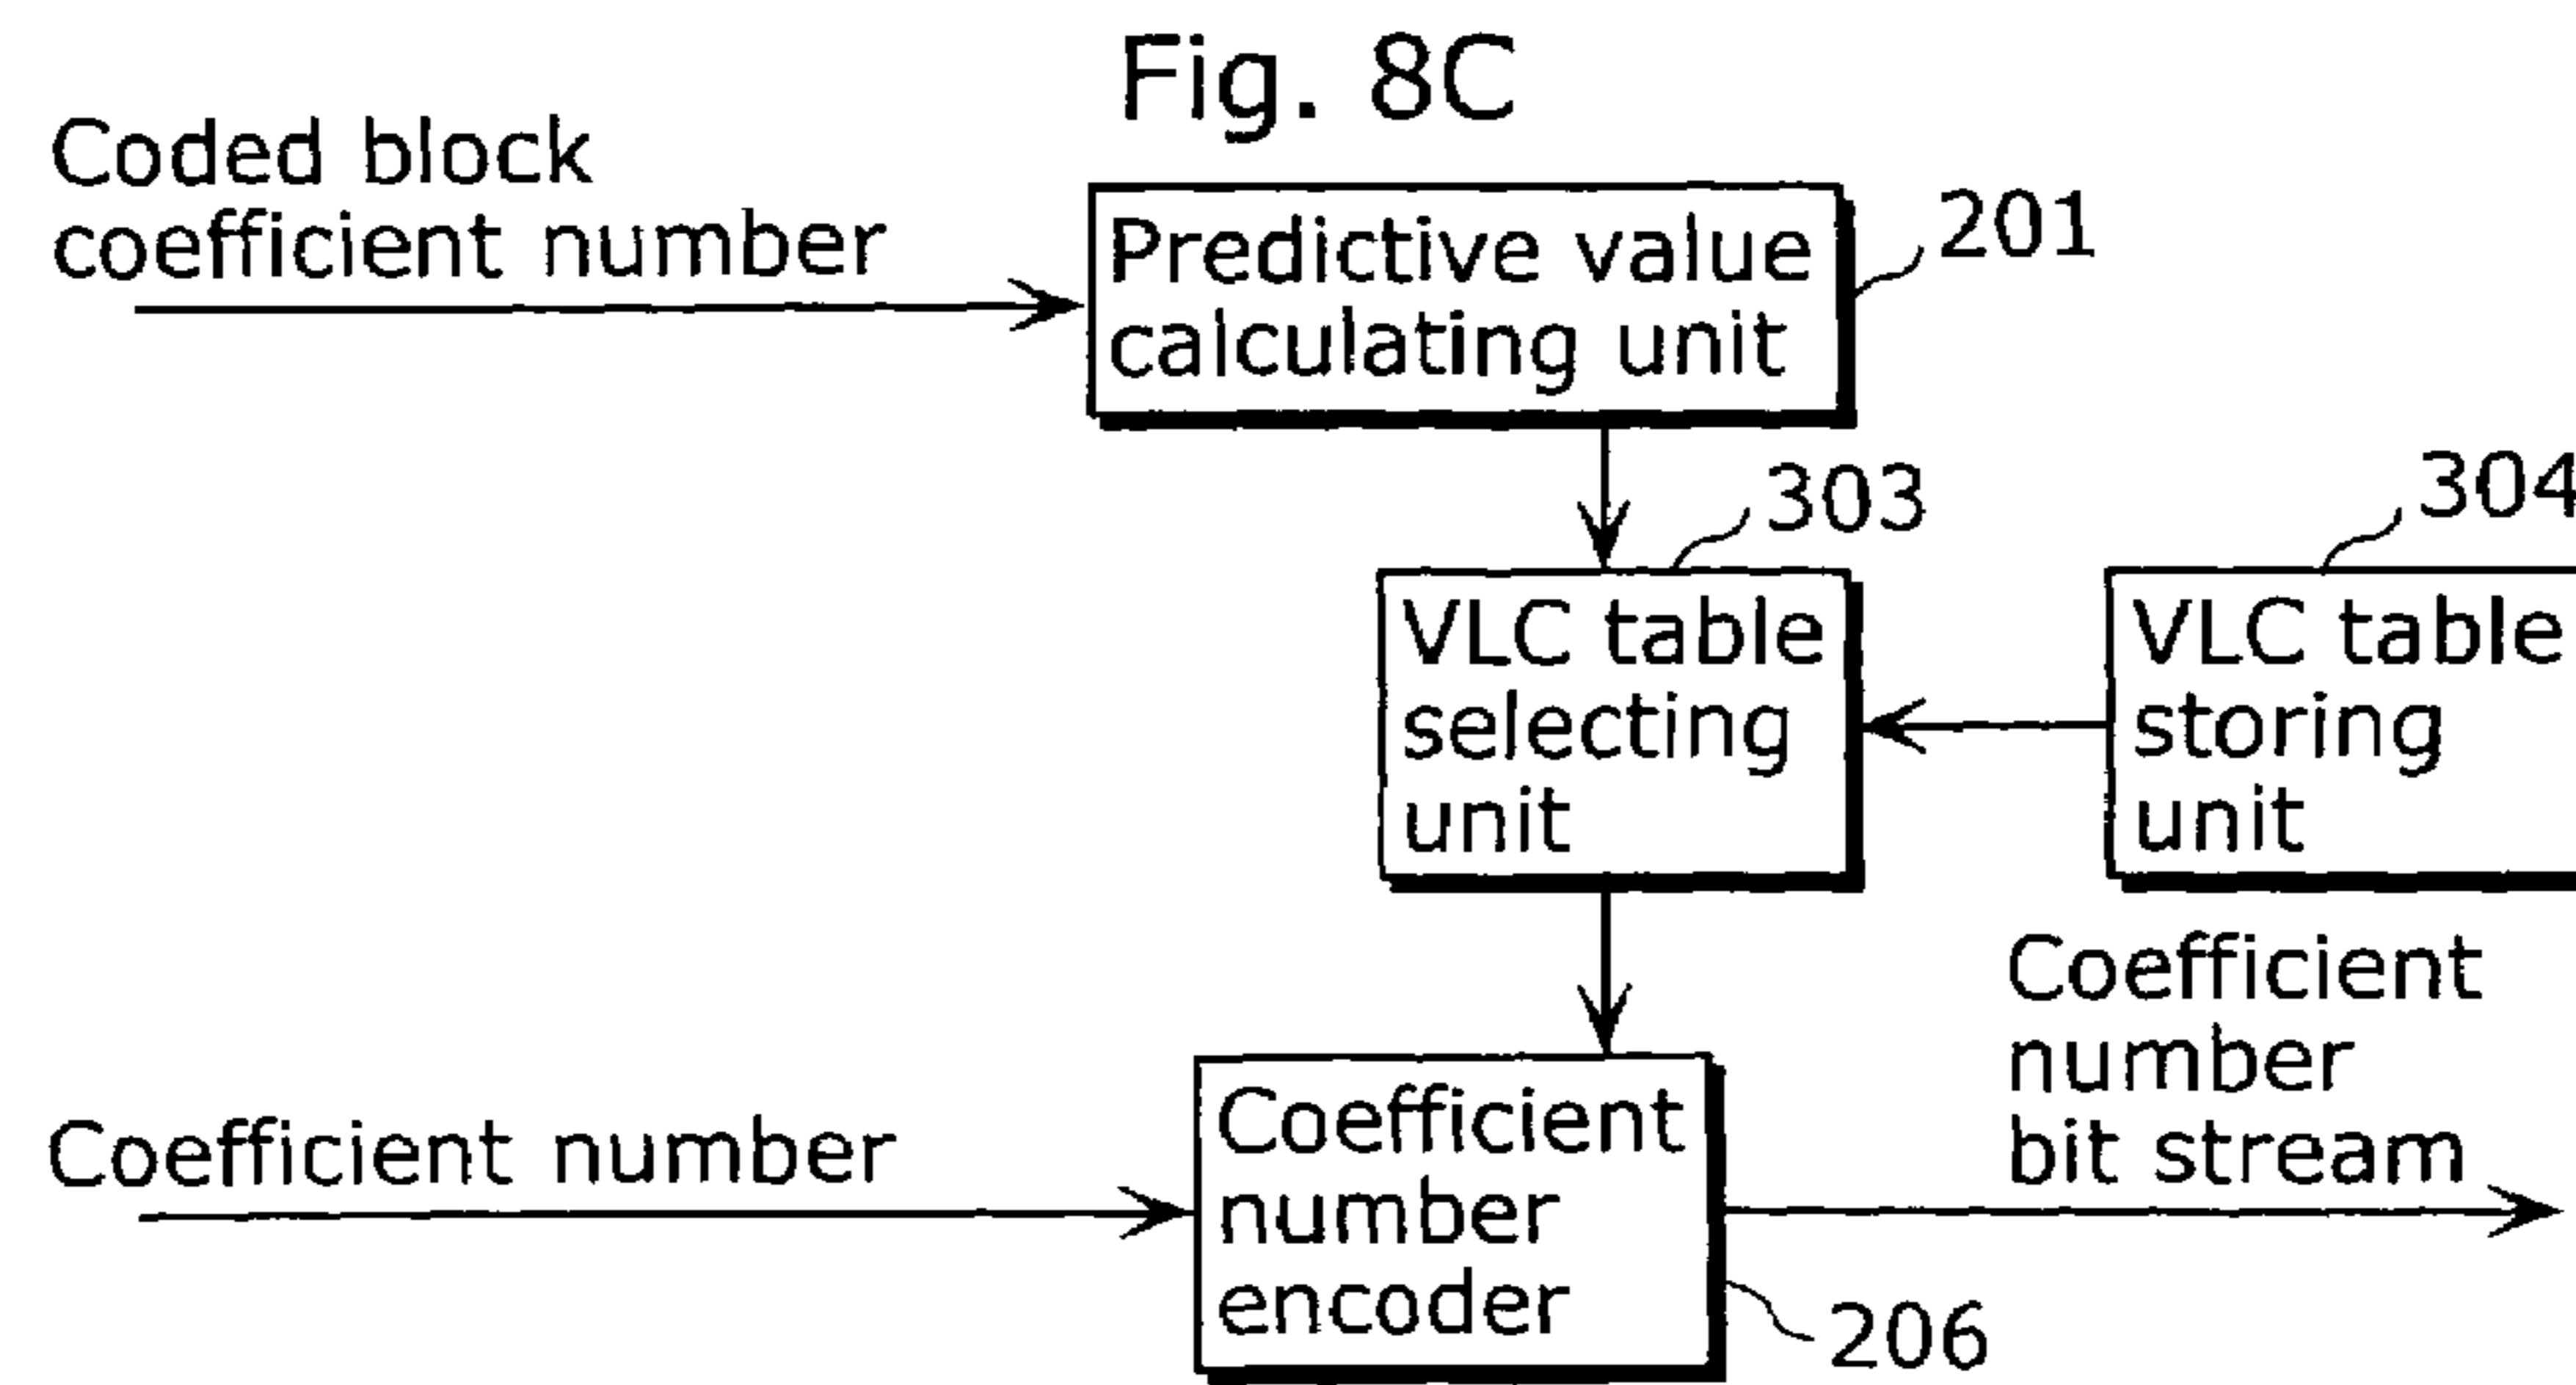 Fig. 8C
Coded block
coefficient number
Predictive value
calculating unit
201
303
304
VLC table
selecting
unit
VLC table
storing
unit
Coefficient
number
bit stream
Coefficient number
Coefficient
number
encoder
206